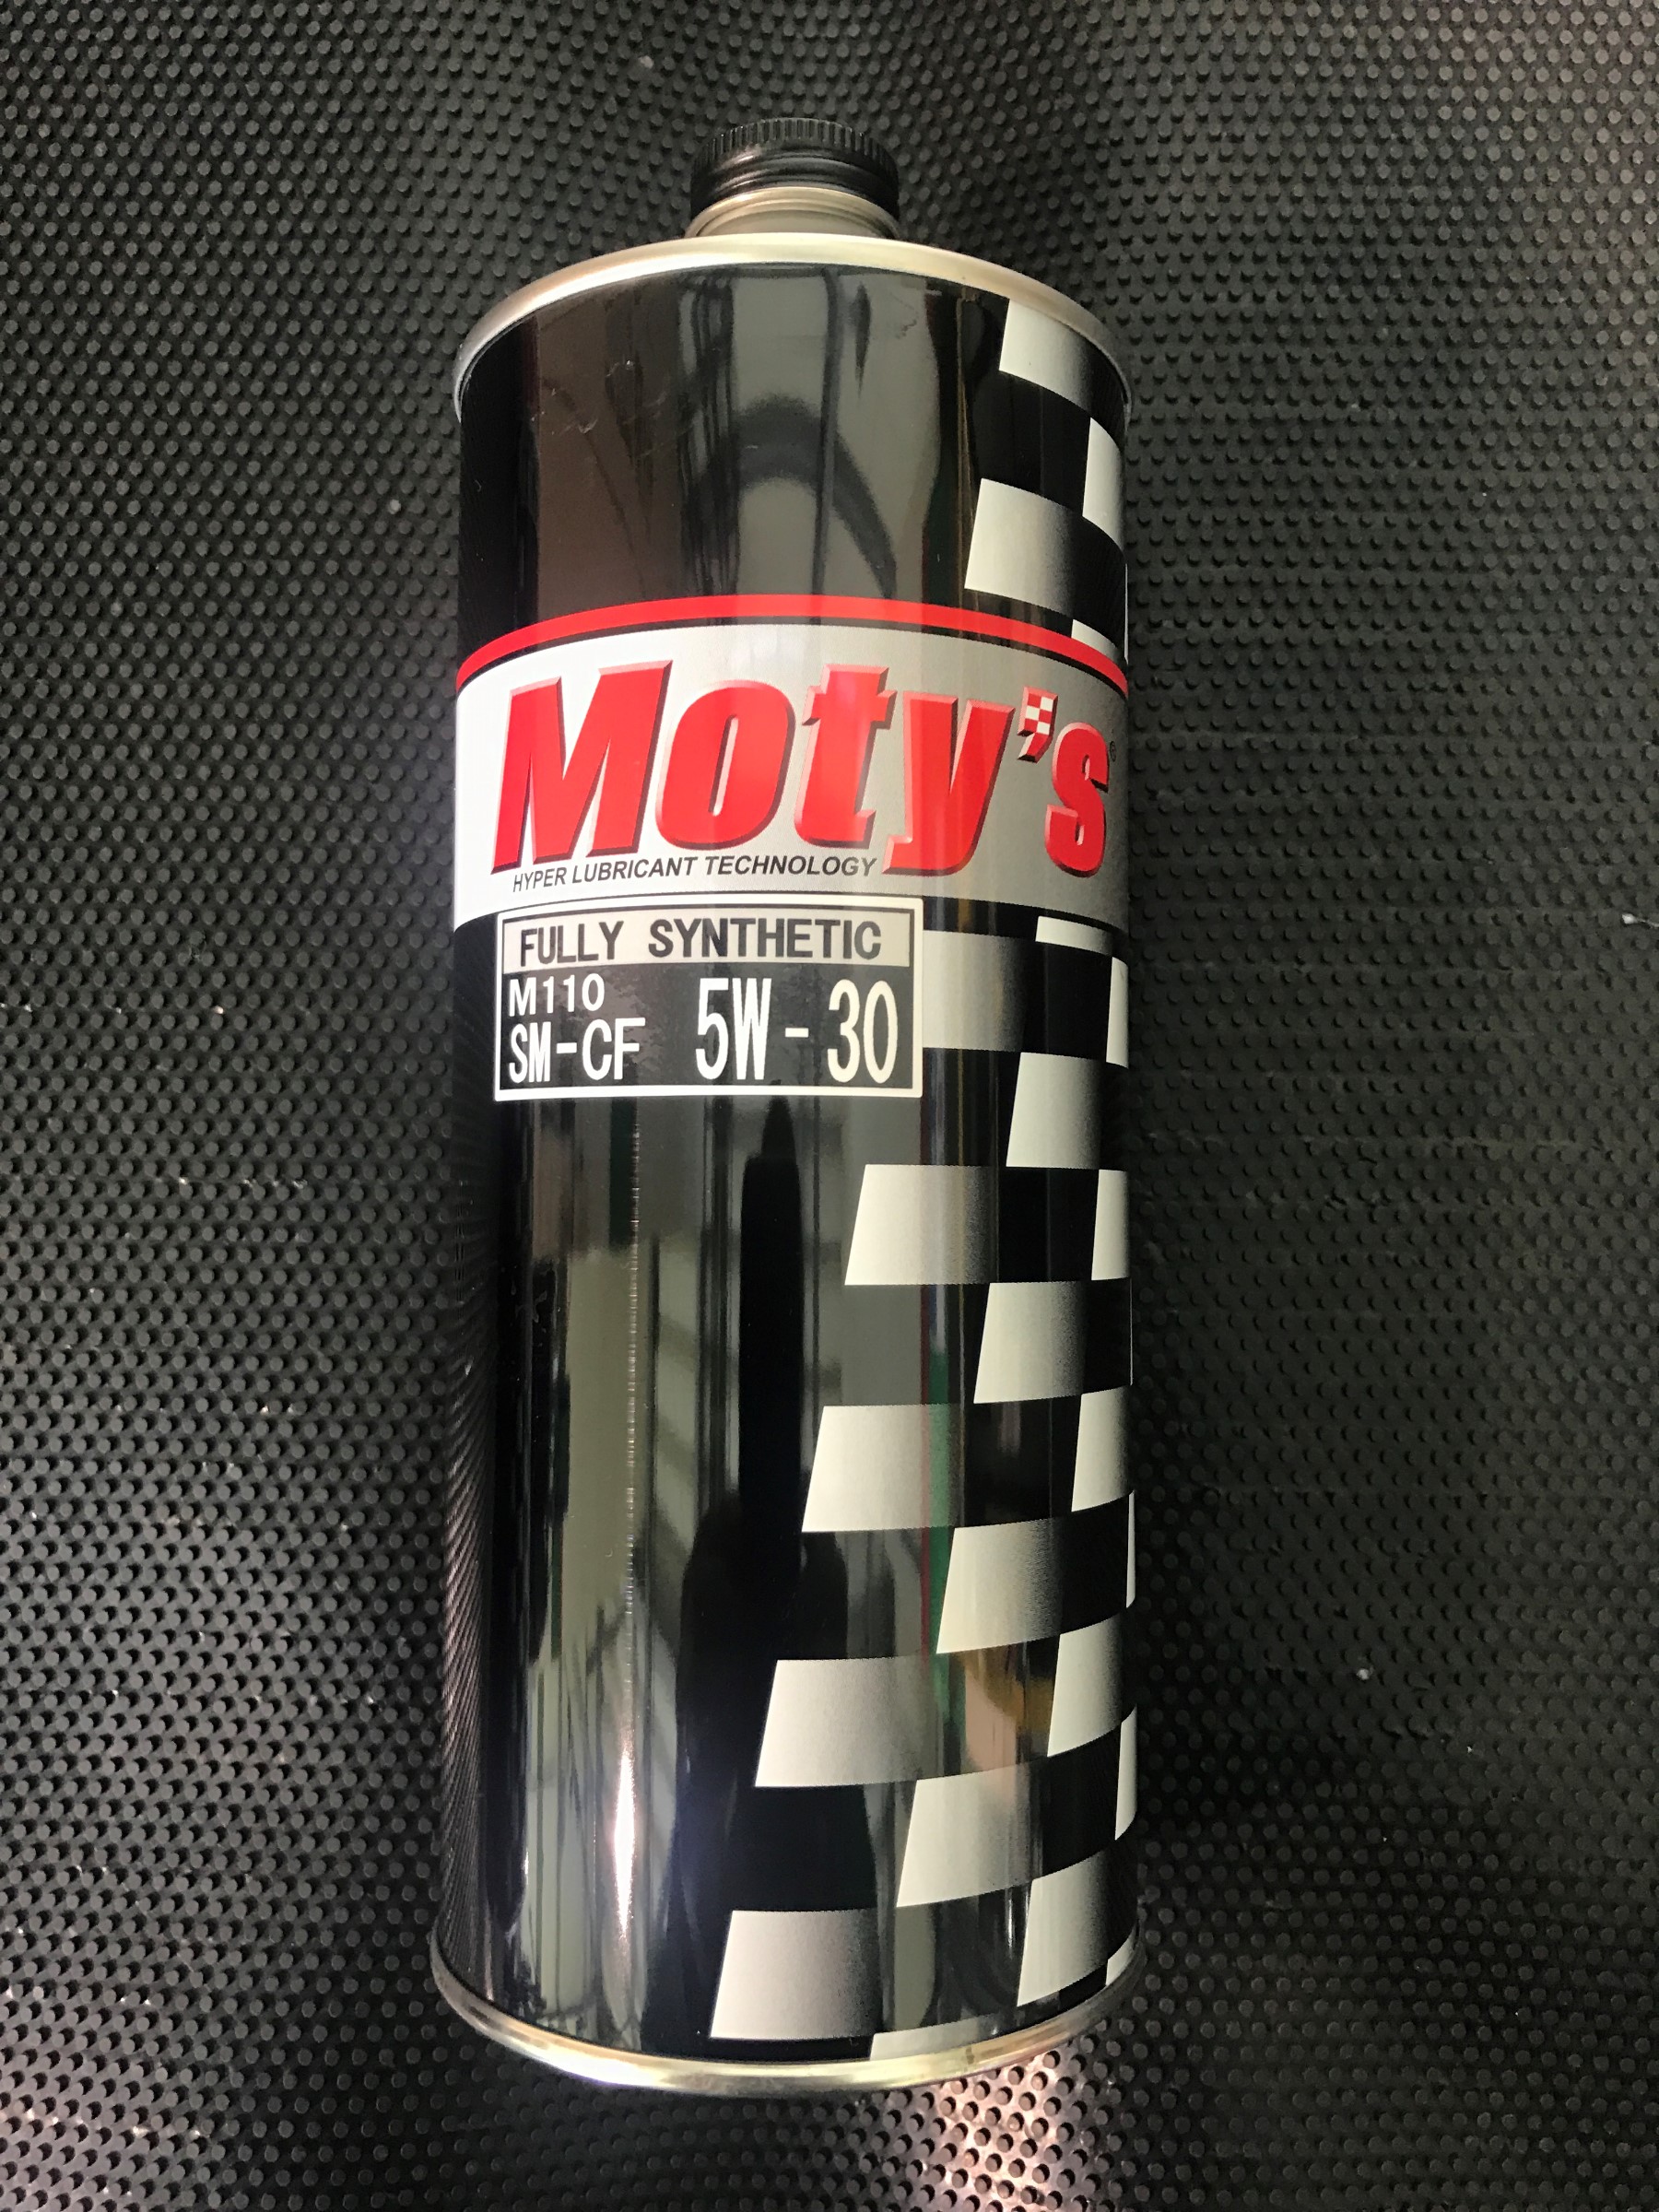 Moty's®
HYPER LUBRICANT TECHNOLOGY
FULLY SYNTHETIC
M110
SM-CF 5W-30